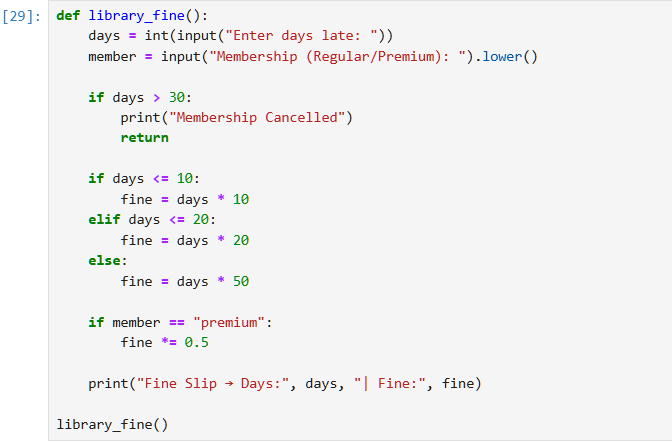 [29]: def library_fine():
    days = int(input("Enter days late: "))
    member = input("Membership (Regular/Premium): ").lower()

    if days > 30:
        print("Membership Cancelled")
        return

    if days <= 10:
        fine = days * 10
    elif days <= 20:
        fine = days * 20
    else:
        fine = days * 50

    if member == "premium":
        fine *= 0.5

    print("Fine Slip → Days:", days, "| Fine:", fine)

library_fine()